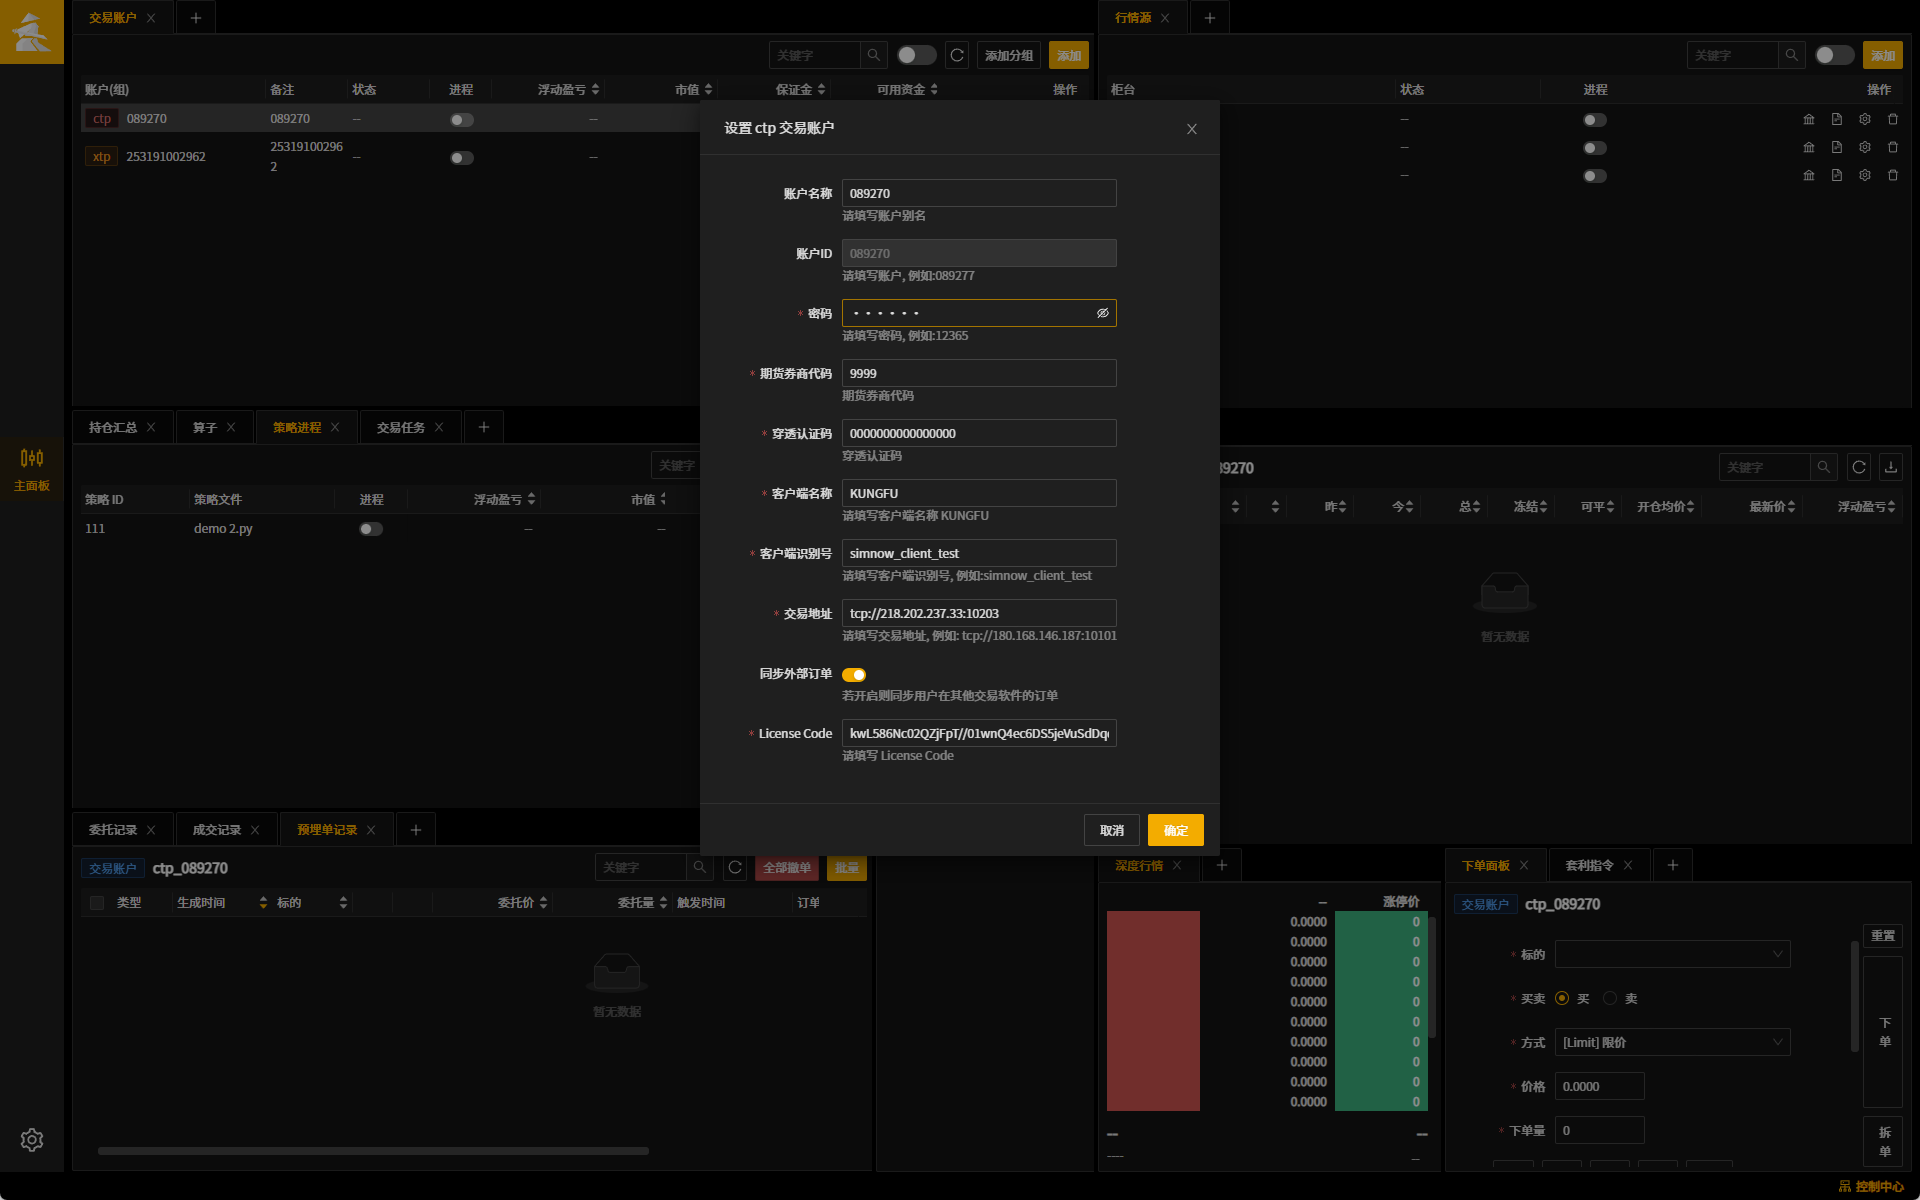 交易账户
行情源
关键字
添加分组
添加
关键字
添加
账户(组)
备注
状态
进程
浮动盈亏
市值
保证金
可用资金
操作
柜台
状态
进程
操作
ctp
089270
089270
--
--
--
xtp
253191002962
25319100296
2
--
--
--
--
设置 ctp 交易账户
账户名称
089270
请填写账户别名
账户ID
089270
请填写账户, 例如:089277
* 密码
请填写密码, 例如:12365
* 期货券商代码
9999
期货券商代码
* 穿透认证码
0000000000000000
穿透认证码
* 客户端名称
KUNGFU
请填写客户端名称 KUNGFU
* 客户端识别号
simnow_client_test
请填写客户端识别号, 例如:simnow_client_test
* 交易地址
tcp://218.202.237.33:10203
请填写交易地址, 例如: tcp://180.168.146.187:10101
同步外部订单
若开启则同步用户在其他交易软件的订单
* License Code
kwL586Nc02QZjFpT//01wnQ4ec6DS5jeVuSdDq
请填写 License Code
取消
确定
主面板
持仓汇总
算子
策略进程
交易任务
关键字
策略 ID
策略文件
进程
浮动盈亏
市值
111
demo 2.py
--
--
89270
关键字
昨
今
总
冻结
可平
开仓均价
最新价
浮动盈亏
暂无数据
委托记录
成交记录
预埋单记录
交易账户
ctp_089270
关键字
全部撤单
批量
类型
生成时间
标的
委托价
委托量
触发时间
订单
暂无数据
深度行情
--
涨停价
0.0000
0
0.0000
0
0.0000
0
0.0000
0
0.0000
0
0.0000
0
0.0000
0
0.0000
0
0.0000
0
0.0000
0
--
--
----
--
下单面板
套利指令
交易账户
ctp_089270
重置
* 标的
* 买卖
买
卖
* 方式
[Limit] 限价
* 价格
0.0000
* 下单量
0
下
单
拆
单
控制中心